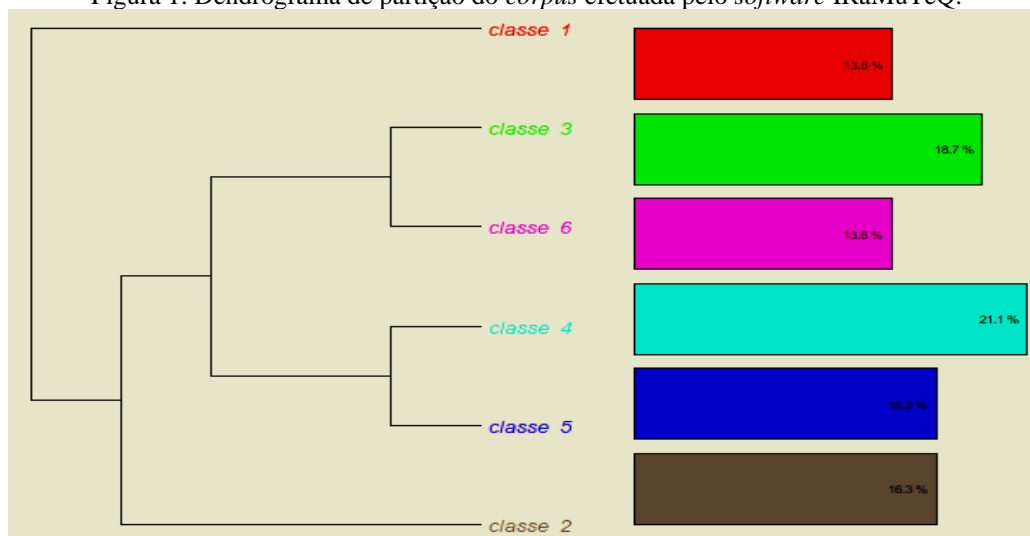 Figura 1: Dendrograma de partição do corpus efetuada pelo software IRaMuTeQ.
classe 1
13.8 %
classe 3
18.7 %
classe 6
13.8 %
classe 4
21.1 %
classe 5
16.3 %
16.3 %
classe 2